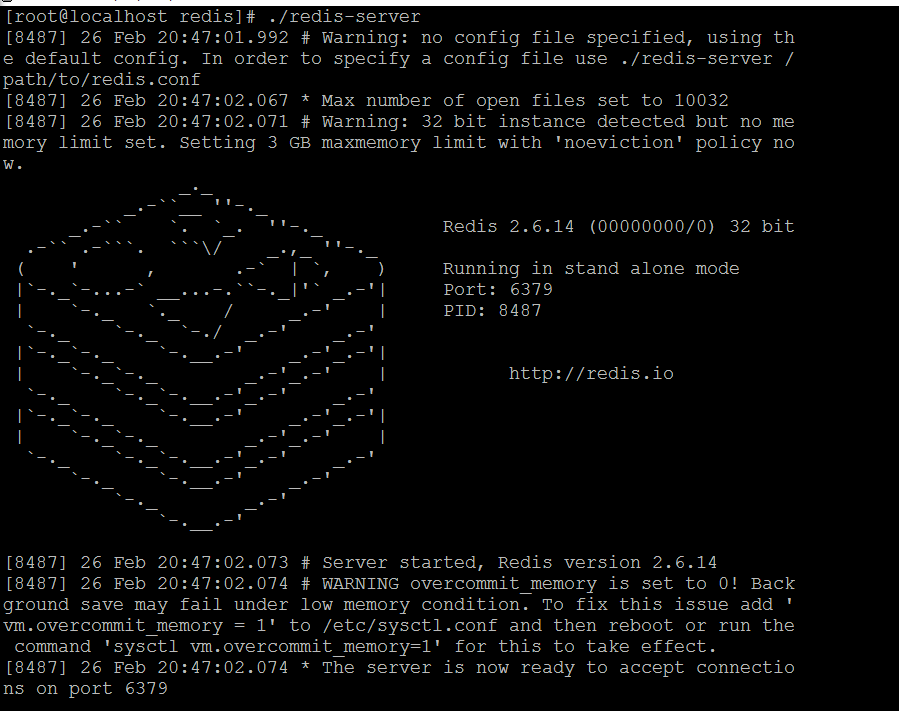 [root@localhost redis]# ./redis-server
[8487] 26 Feb 20:47:01.992 # Warning: no config file specified, using th
e default config. In order to specify a config file use ./redis-server /
path/to/redis.conf
[8487] 26 Feb 20:47:02.067 * Max number of open files set to 10032
[8487] 26 Feb 20:47:02.071 # Warning: 32 bit instance detected but no me
mory limit set. Setting 3 GB maxmemory limit with 'noeviction' policy no
w.
Redis 2.6.14 (00000000/0) 32 bit
Running in stand alone mode
Port: 6379
PID: 8487
http://redis.io
[8487] 26 Feb 20:47:02.073 # Server started, Redis version 2.6.14
[8487] 26 Feb 20:47:02.074 # WARNING overcommit_memory is set to 0! Back
ground save may fail under low memory condition. To fix this issue add '
vm.overcommit_memory = 1' to /etc/sysctl.conf and then reboot or run the
 command 'sysctl vm.overcommit_memory=1' for this to take effect.
[8487] 26 Feb 20:47:02.074 * The server is now ready to accept connectio
ns on port 6379